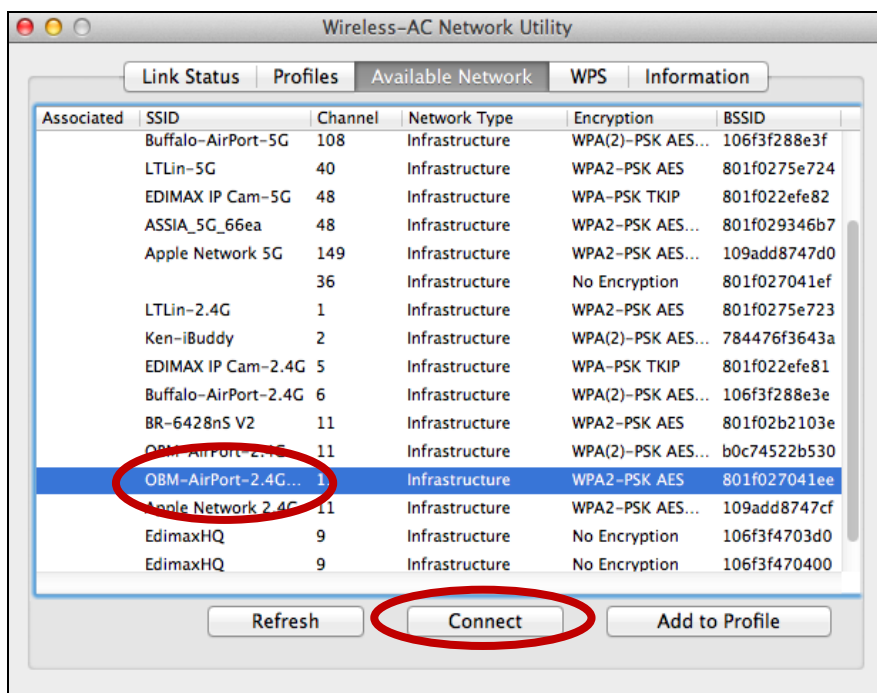 Wireless-AC Network Utility
Link Status Profiles Available Network WPS Information
Associated SSID Channel Network Type Encryption BSSID
Buffalo-AirPort-5G 108 Infrastructure WPA(2)-PSK AES... 106f3f288e3f
LTLin-5G 40 Infrastructure WPA2-PSK AES 801f0275e724
EDIMAX IP Cam-5G 48 Infrastructure WPA-PSK TKIP 801f022efe82
ASSIA_5G_66ea 48 Infrastructure WPA2-PSK AES... 801f029346b7
Apple Network 5G 149 Infrastructure WPA2-PSK AES... 109add8747d0
36 Infrastructure No Encryption 801f027041ef
LTLin-2.4G 1 Infrastructure WPA2-PSK AES 801f0275e723
Ken-iBuddy 2 Infrastructure WPA(2)-PSK AES... 784476f3643a
EDIMAX IP Cam-2.4G 5 Infrastructure WPA-PSK TKIP 801f022efe81
Buffalo-AirPort-2.4G 6 Infrastructure WPA(2)-PSK AES... 106f3f288e3e
BR-6428nS V2 11 Infrastructure WPA2-PSK AES 801f02b2103e
OBM-AirPort-2.4G 11 Infrastructure WPA(2)-PSK AES... b0c74522b530
OBM-AirPort-2.4G... Infrastructure WPA2-PSK AES 801f027041ee
Apple Network 2.4G 11 Infrastructure WPA2-PSK AES... 109add8747cf
EdimaxHQ 9 Infrastructure No Encryption 106f3f4703d0
EdimaxHQ 9 Infrastructure No Encryption 106f3f470400
Refresh Connect Add to Profile